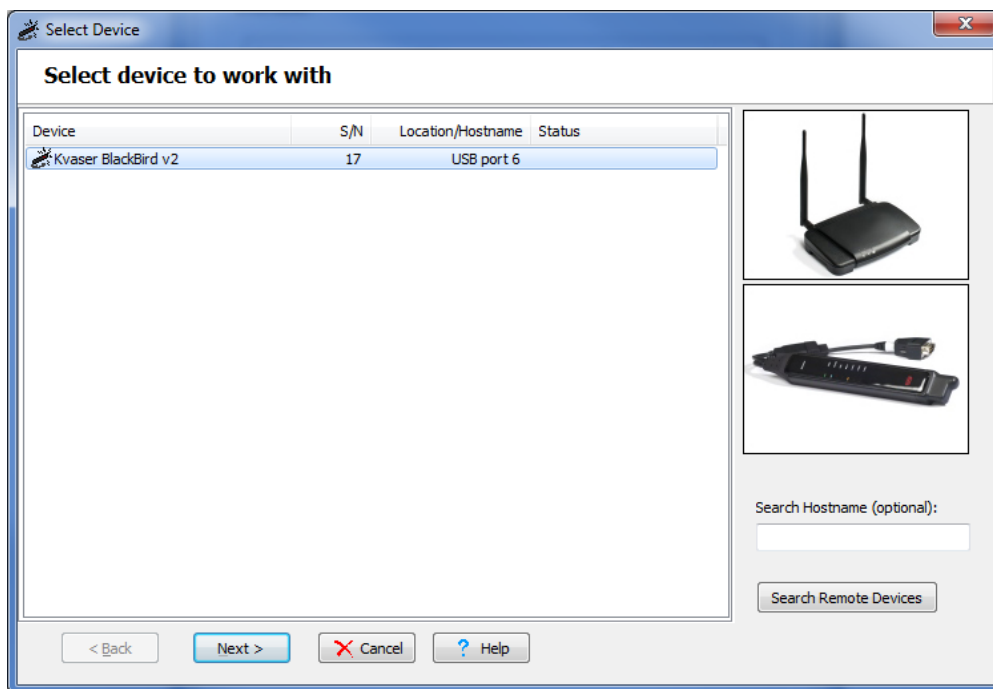 Select Device
Select device to work with
Device S/N Location/Hostname Status
Kvaser BlackBird v2 17 USB port 6
Search Hostname (optional):
Search Remote Devices
< Back Next > Cancel ? Help